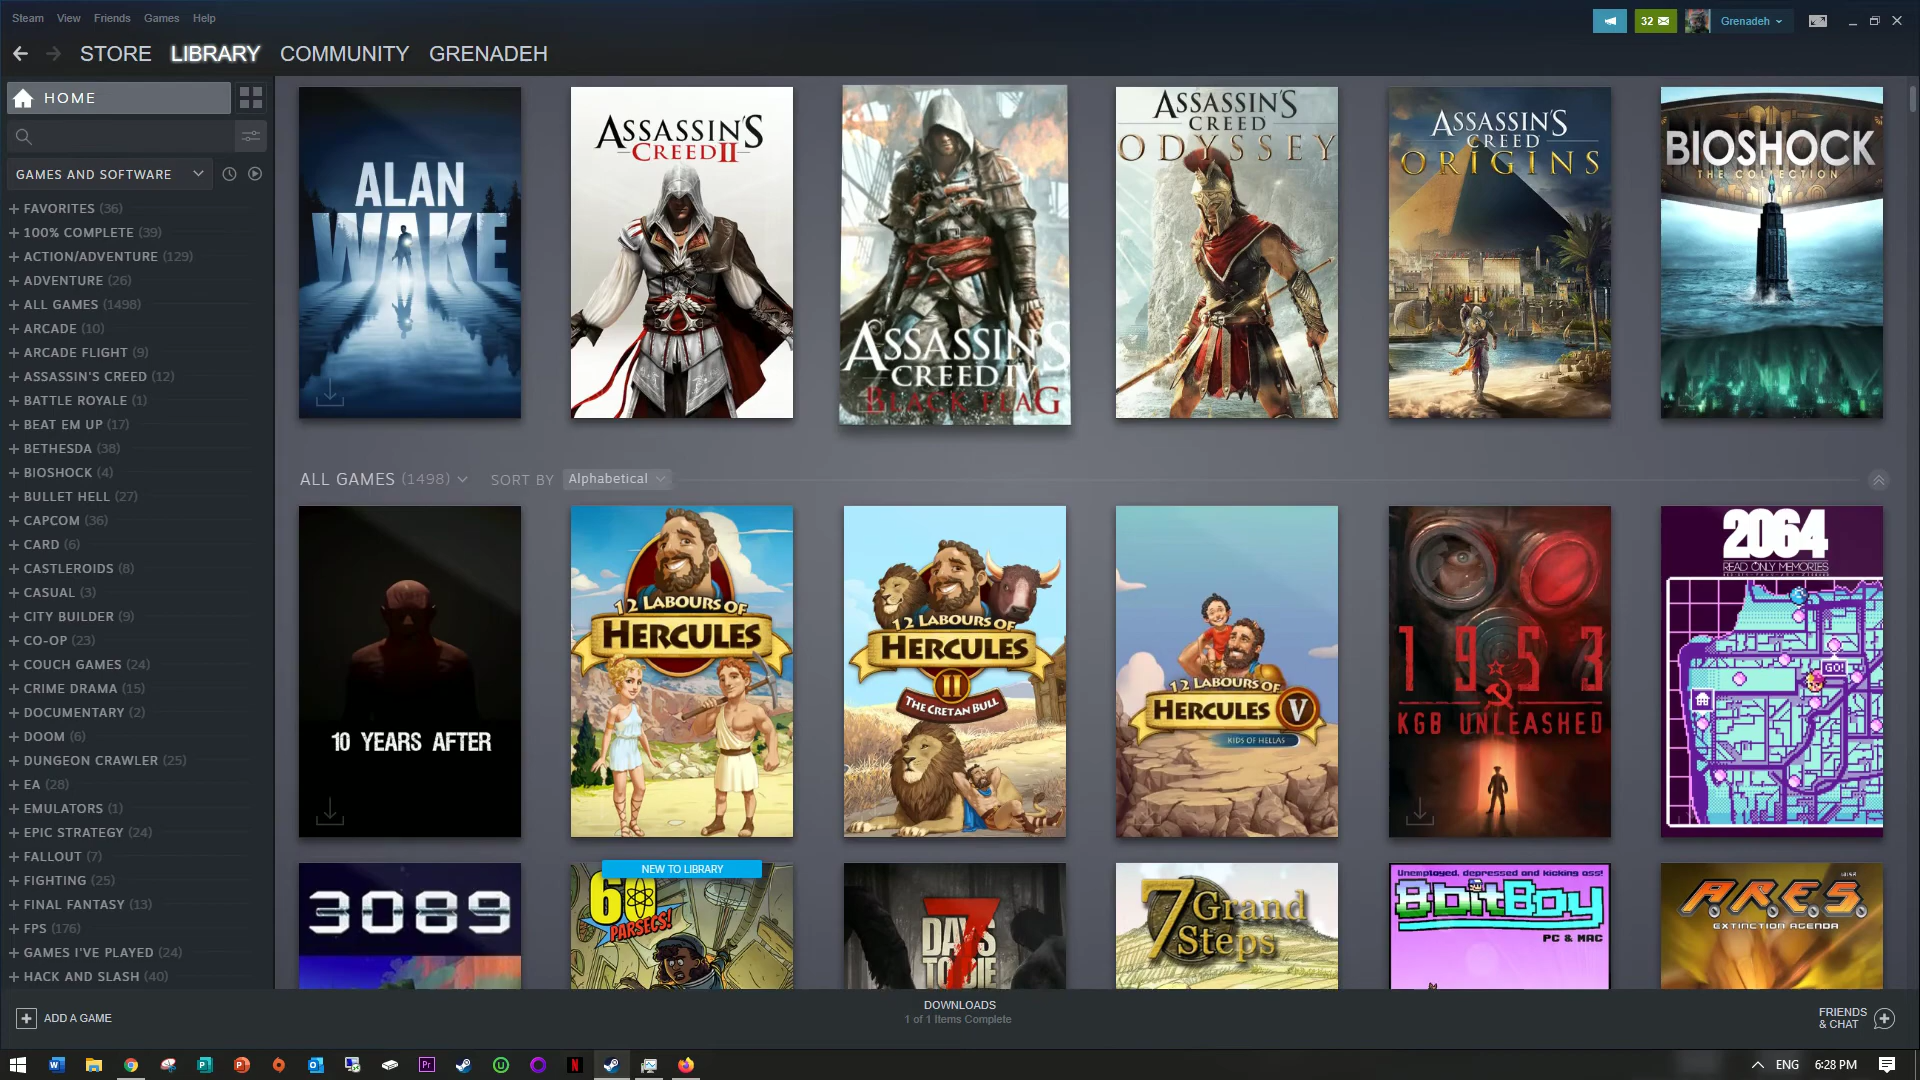 Steam View Friends Games Help
32
Grenadeh
STORE LIBRARY COMMUNITY GRENADEH
HOME
GAMES AND SOFTWARE
+ FAVORITES (36)
+ 100% COMPLETE (39)
+ ACTION/ADVENTURE (129)
+ ADVENTURE (26)
+ ALL GAMES (1498)
+ ARCADE (10)
+ ARCADE FLIGHT (9)
+ ASSASSIN'S CREED (12)
+ BATTLE ROYALE (1)
+ BEAT EM UP (17)
+ BETHESDA (38)
+ BIOSHOCK (4)
+ BULLET HELL (27)
+ CAPCOM (36)
+ CARD (6)
+ CASTLEROIDS (8)
+ CASUAL (3)
+ CITY BUILDER (9)
+ CO-OP (23)
+ COUCH GAMES (24)
+ CRIME DRAMA (15)
+ DOCUMENTARY (2)
+ DOOM (6)
+ DUNGEON CRAWLER (25)
+ EA (28)
+ EMULATORS (1)
+ EPIC STRATEGY (24)
+ FALLOUT (7)
+ FIGHTING (25)
+ FINAL FANTASY (13)
+ FPS (176)
+ GAMES I'VE PLAYED (24)
+ HACK AND SLASH (40)
ALAN
WAKE
ASSASSIN'S
CREED II
ASSASSIN'S
CREED IV
BLACK FLAG
ASSASSIN'S
CREED
ODYSSEY
ASSASSIN'S
CREED
ORIGINS
BIOSHOCK
THE COLLECTION
ALL GAMES (1498) SORT BY Alphabetical
10 YEARS AFTER
12 LABOURS OF
HERCULES
12 LABOURS OF
HERCULES
II
THE CRETAN BULL
12 LABOURS OF
HERCULES V
KIDS OF HELLAS
1953
KGB UNLEASHED
2064
READ ONLY MEMORIES
GO!
3089
NEW TO LIBRARY
60
PARSECS!
7
DAYS
TO DIE
7 Grand
Steps
Unemployed, depressed and kicking ass!
8BitBoy
PC & MAC
A.R.E.S.
EXTINCTION AGENDA
ADD A GAME
DOWNLOADS
1 of 1 Items Complete
FRIENDS
& CHAT
ENG 6:28 PM